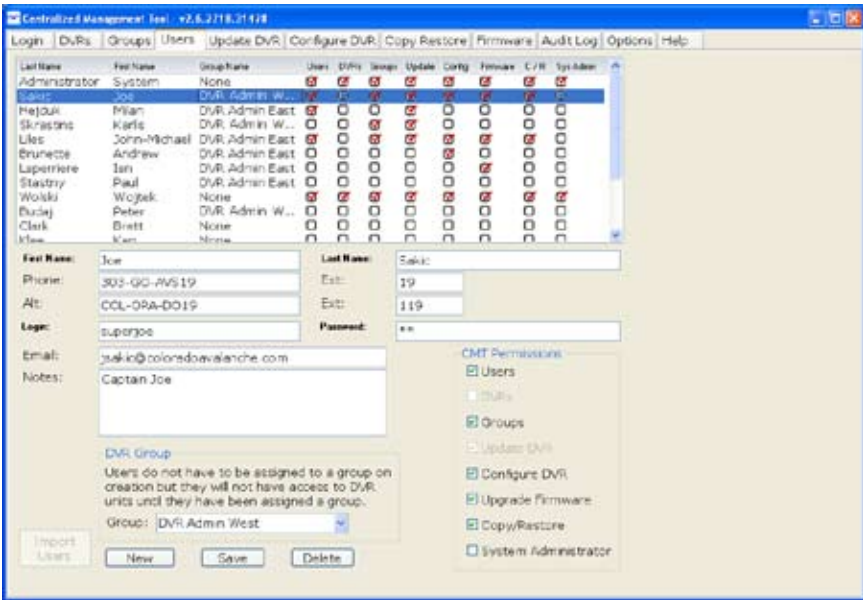 Centralized Management Tool - v2.6.2718.31428
Login DVRs Groups Users Update DVR Configure DVR Copy Restore Firmware Audit Log Options Help
Last Name First Name Group Name Users DVRs Groups Update Config Firmware C / R Sys Admin
Administrator System None
Sakic Joe DVR Admin W...
Hejduk Milan DVR Admin East
Skrastins Karlis DVR Admin W...
Liles John-Michael DVR Admin East
Brunette Andrew DVR Admin East
Laperriere Ian DVR Admin East
Stastny Paul DVR Admin East
Wolski Wojtek None
Budaj Peter DVR Admin W...
Clark Brett None
Klee Ken None
First Name: Joe Last Name: Sakic
Phone: 303-GO-AVS19 Ext: 19
Alt: COL-ORA-DO19 Ext: 119
Login: superjoe Password: **
Email: jsakic@coloradoavalanche.com
Notes: Captain Joe
CMT Permissions
Users
DVRs
Groups
Update DVR
Configure DVR
Upgrade Firmware
Copy/Restore
System Administrator
DVR Group
Users do not have to be assigned to a group on
creation but they will not have access to DVR
units until they have been assigned a group.
Group: DVR Admin West
Import
Users
New Save Delete